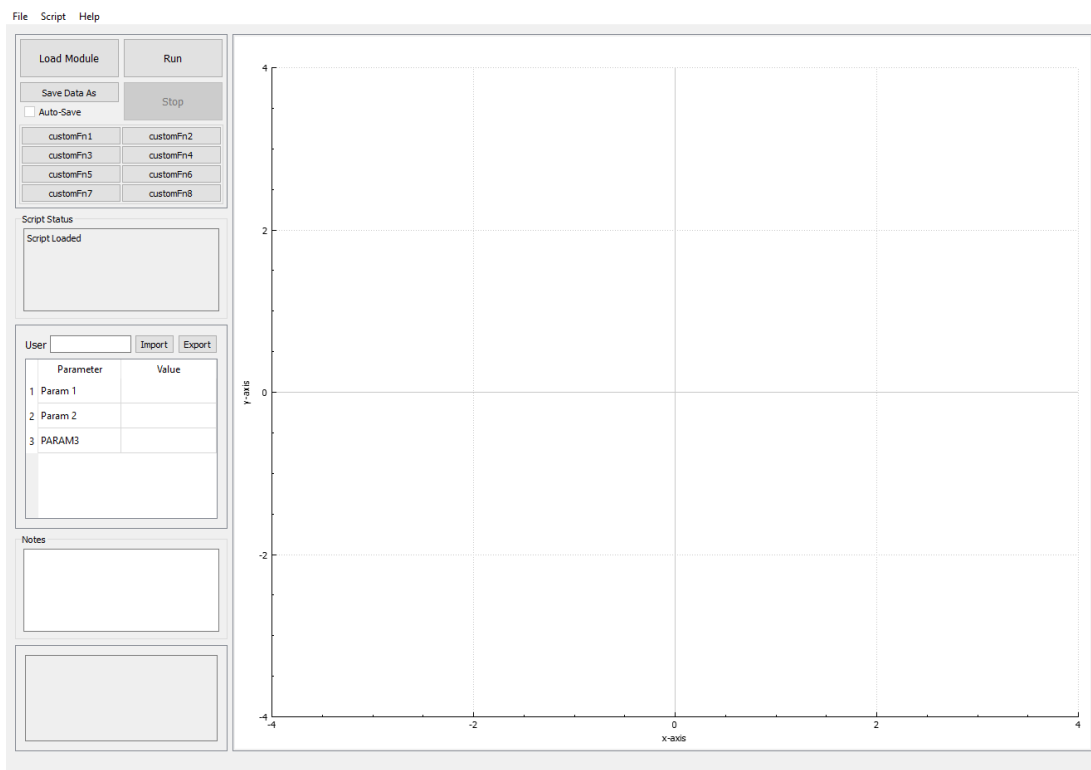 File Script Help
Load Module Run
Save Data As Stop
Auto-Save
customFn1 customFn2
customFn3 customFn4
customFn5 customFn6
customFn7 customFn8
Script Status
Script Loaded
User Import Export
Parameter Value
1 Param 1
2 Param 2
3 PARAM3
Notes
4
2
0
-2
-4
y-axis
-4 -2 0 2 4
x-axis